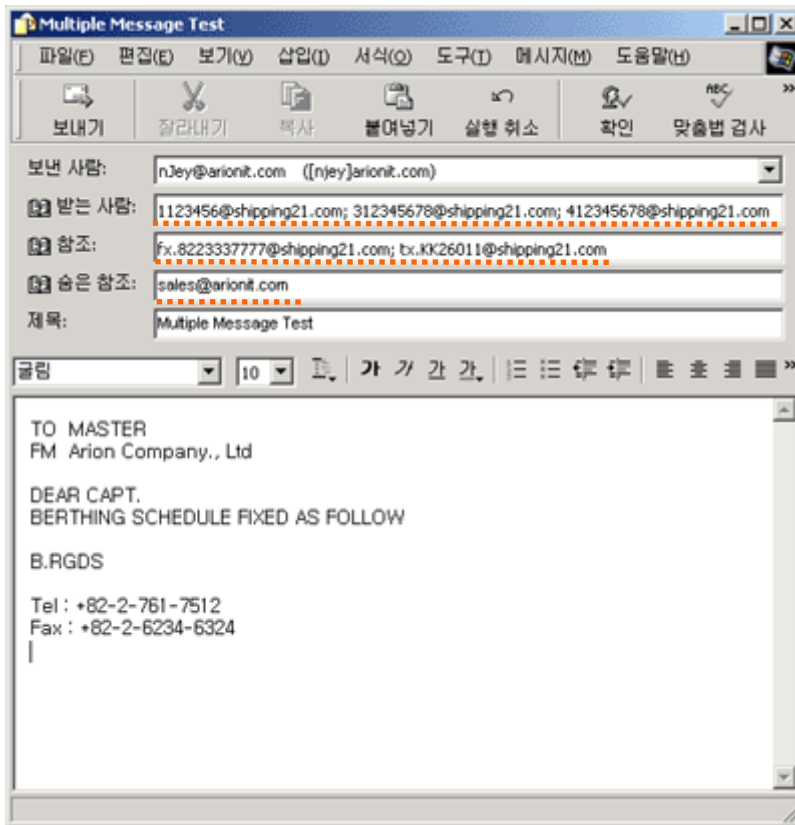 Multiple Message Test
파일(F) 편집(E) 보기(V) 삽입(I) 서식(O) 도구(T) 메시지(M) 도움말(H)
보내기 잘라내기 복사 붙여넣기 실행 취소 확인 맞춤법 검사
보낸 사람: nJey@arionit.com ([njey]arionit.com)
받는 사람: 1123456@shipping21.com; 312345678@shipping21.com; 412345678@shipping21.com
참조: fx.8223337777@shipping21.com; tx.KK26011@shipping21.com
숨은 참조: sales@arionit.com
제목: Multiple Message Test
굴림 10 가 가 가 가
TO MASTER
FM Arion Company., Ltd
DEAR CAPT.
BERTHING SCHEDULE FIXED AS FOLLOW
B.RGDS
Tel : +82-2-761-7512
Fax : +82-2-6234-6324